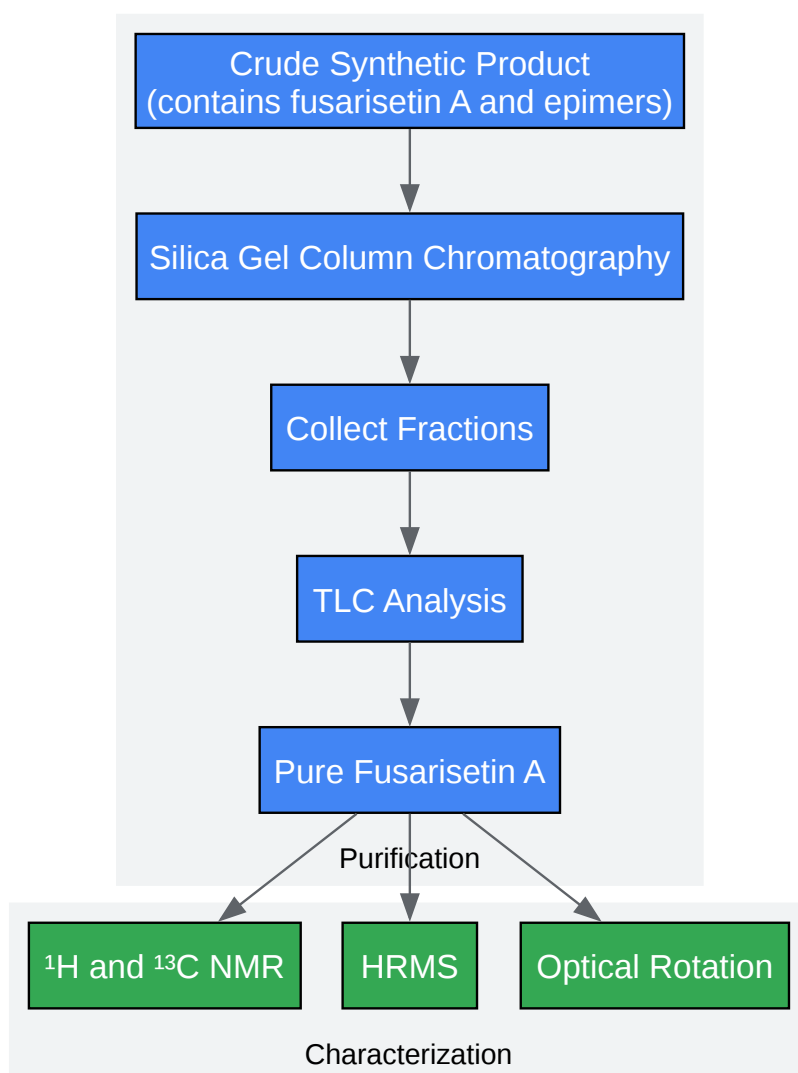 Crude Synthetic Product
(contains fusarisetin A and epimers)
Silica Gel Column Chromatography
Collect Fractions
TLC Analysis
Pure Fusarisetin A
Purification
¹H and ¹³C NMR
HRMS
Optical Rotation
Characterization